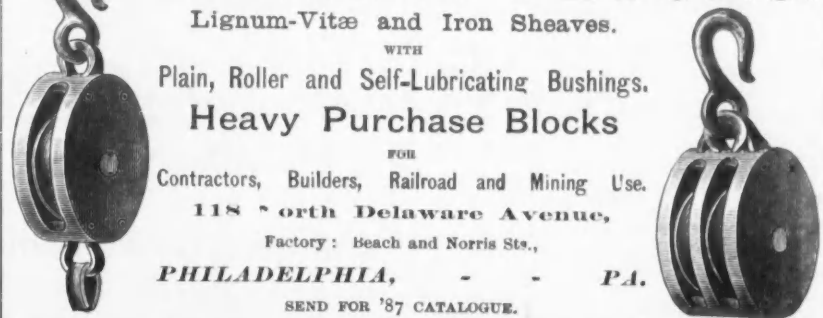 Lignum-Vitæ and Iron Sheaves.
WITH
Plain, Roller and Self-Lubricating Bushings.
Heavy Purchase Blocks
FOR
Contractors, Builders, Railroad and Mining Use.
118 North Delaware Avenue,
Factory: Beach and Norris Sts.,
PHILADELPHIA, - - PA.
SEND FOR '87 CATALOGUE.